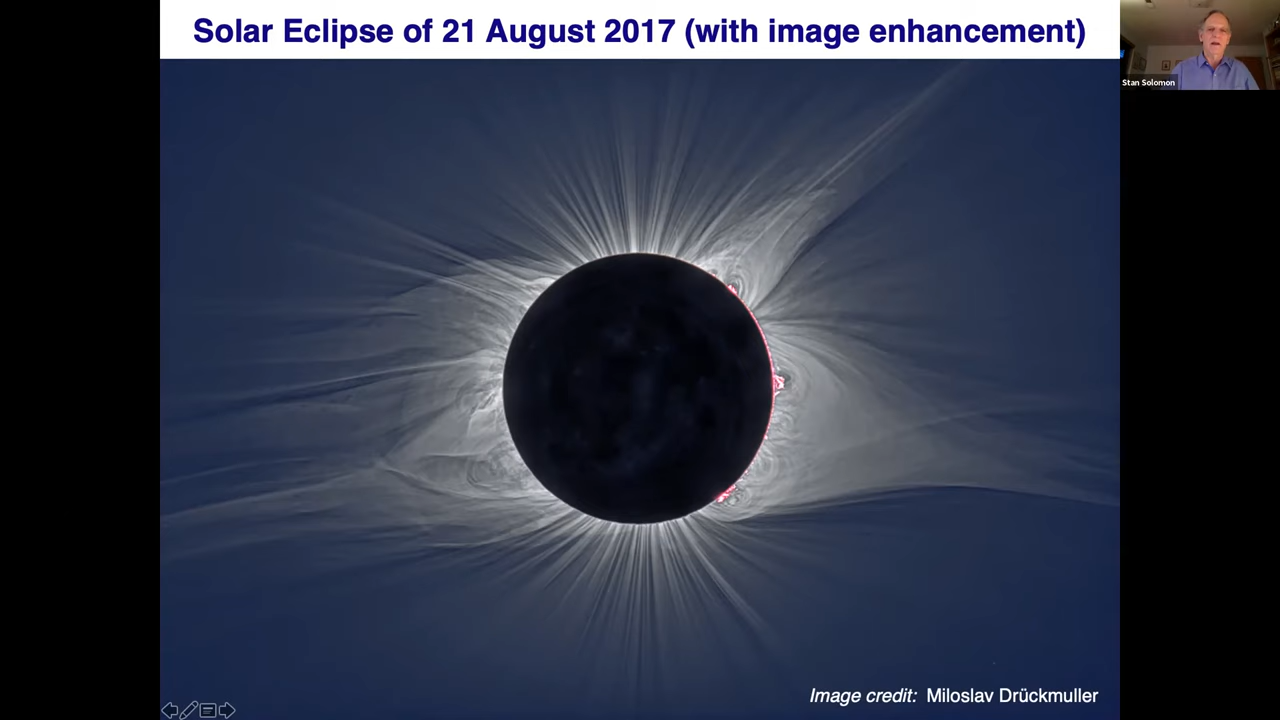 Solar Eclipse of 21 August 2017 (with image enhancement)
Stan Solomon
Image credit: Miloslav Drückmuller